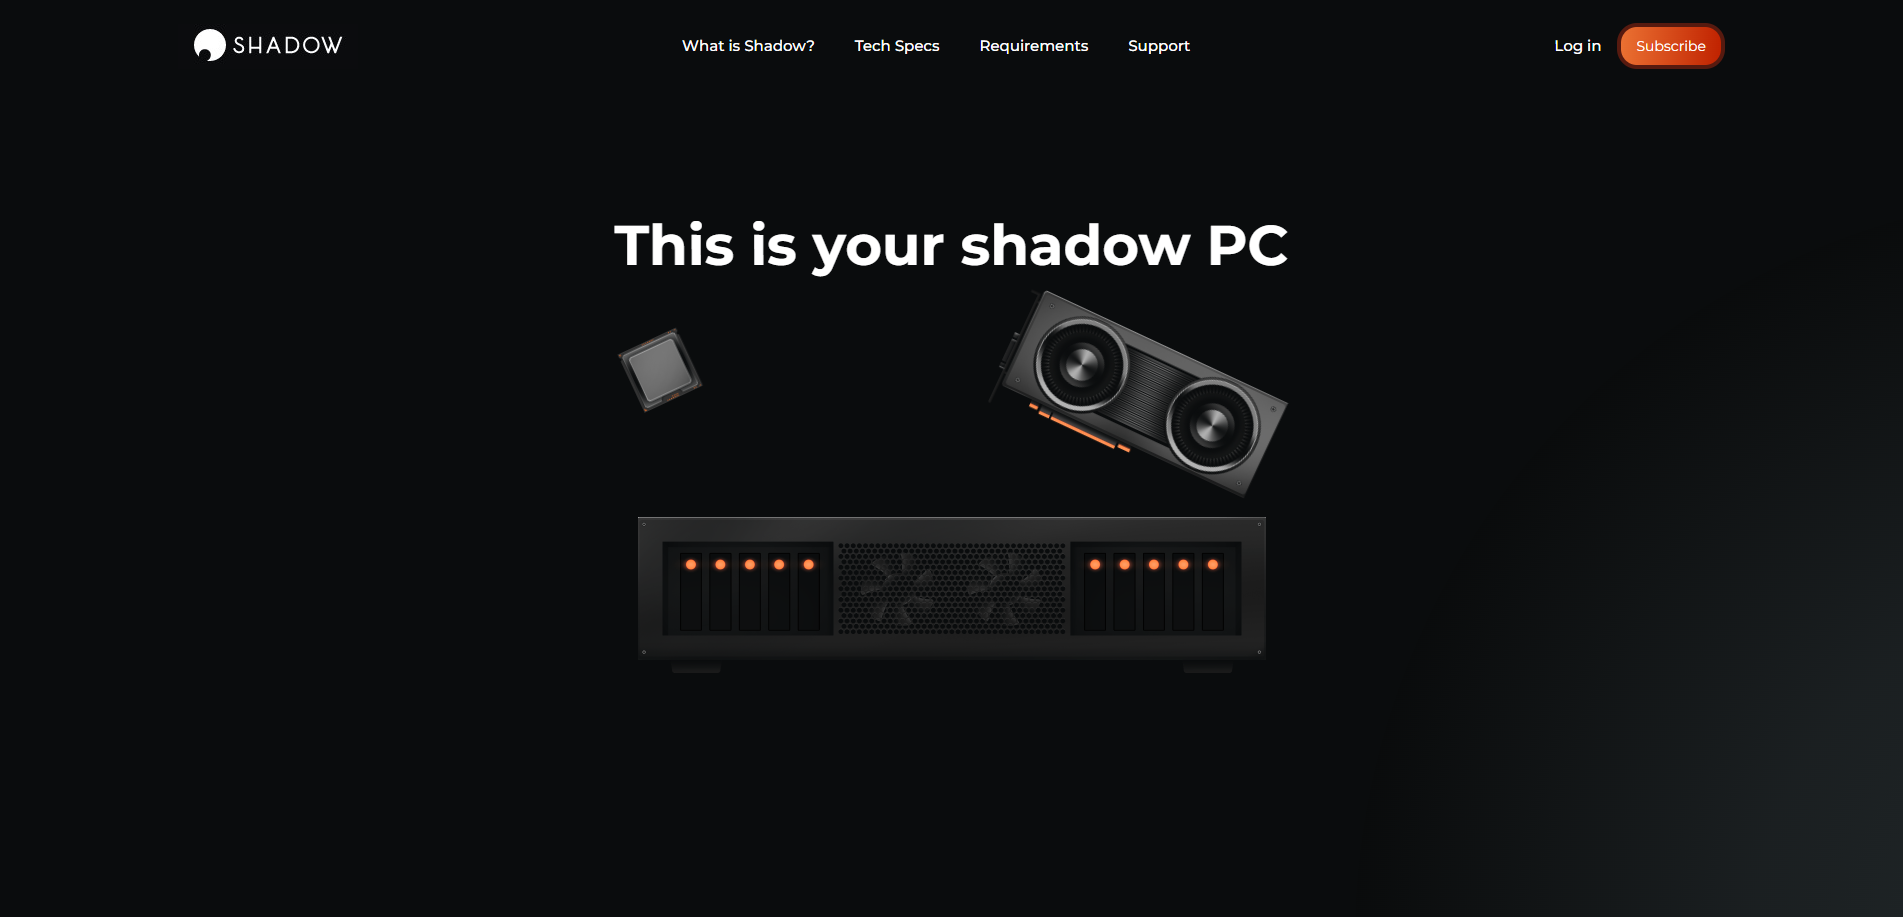 SHADOW
What is Shadow?
Tech Specs
Requirements
Support
Log in
Subscribe
This is your shadow PC